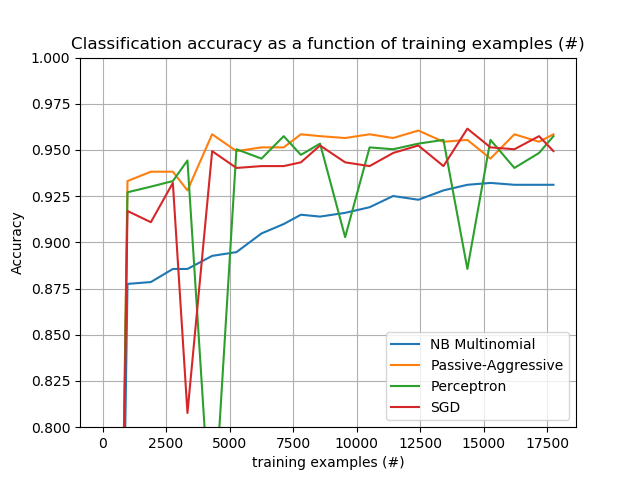 Classification accuracy as a function of training examples (#)
1.000
0.975
0.950
0.925
0.900
0.875
0.850
0.825
0.800
Accuracy
NB Multinomial
Passive-Aggressive
Perceptron
SGD
0 2500 5000 7500 10000 12500 15000 17500
training examples (#)